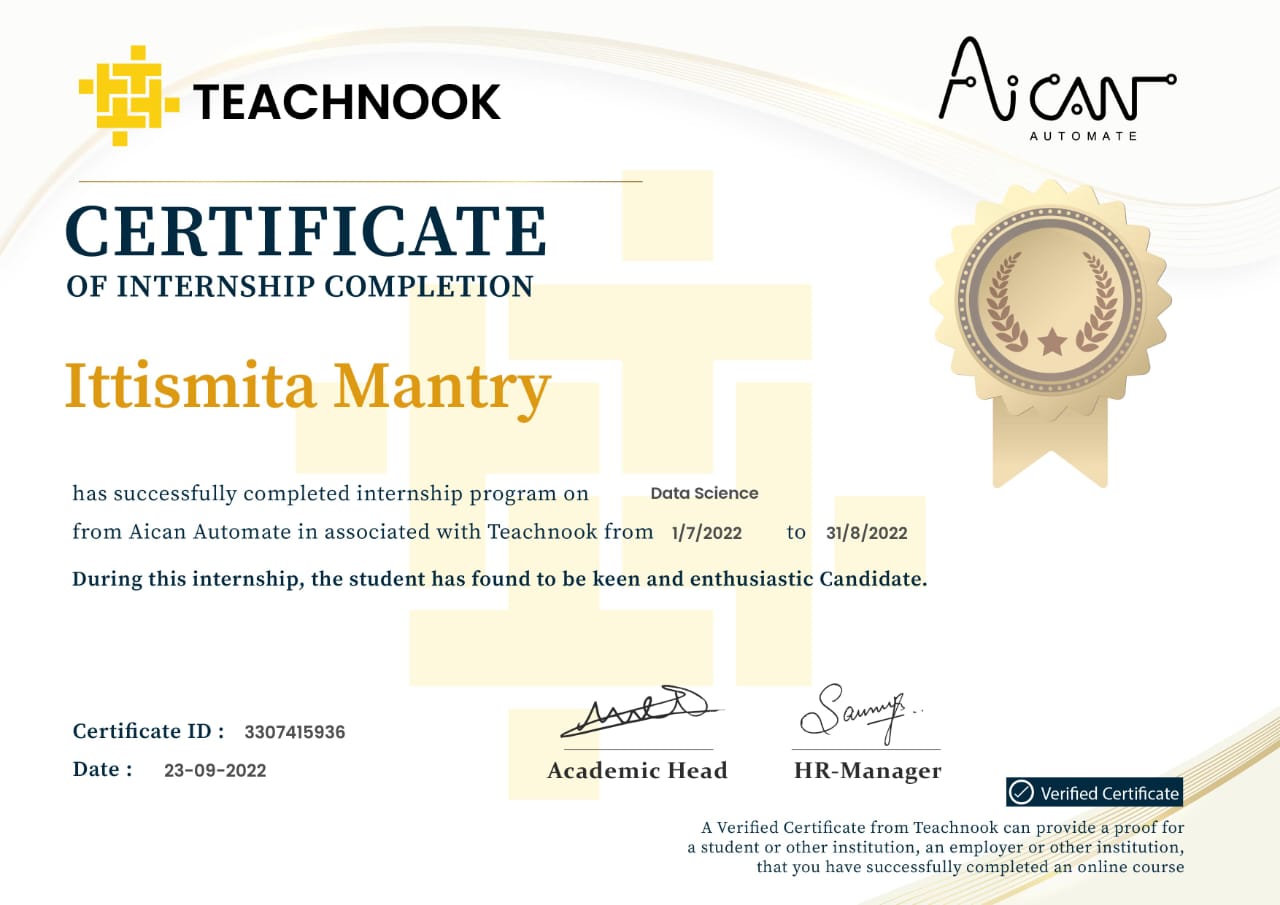 TEACHNOOK
AiCAN
AUTOMATE
CERTIFICATE
OF INTERNSHIP COMPLETION
Ittismita Mantry
has successfully completed internship program on Data Science
from Aican Automate in associated with Teachnook from 1/7/2022 to 31/8/2022
During this internship, the student has found to be keen and enthusiastic Candidate.
Certificate ID : 3307415936
Date : 23-09-2022
Academic Head
HR-Manager
Verified Certificate
A Verified Certificate from Teachnook can provide a proof for
a student or other institution, an employer or other institution,
that you have successfully completed an online course